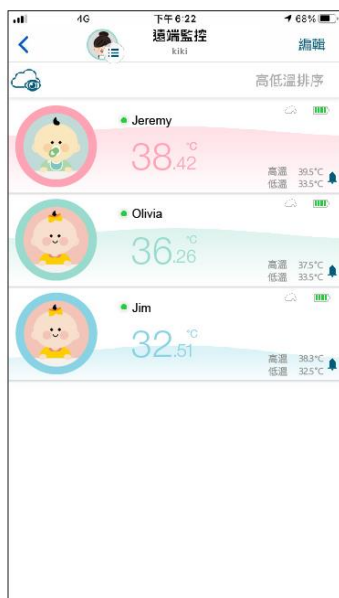 4G 下午 6:22 68%
遠端監控
kiki
編輯
高低溫排序
Jeremy
38.42 °C
高溫 39.5°C
低溫 33.5°C
Olivia
36.26 °C
高溫 37.5°C
低溫 33.5°C
Jim
32.51 °C
高溫 38.3°C
低溫 32.5°C